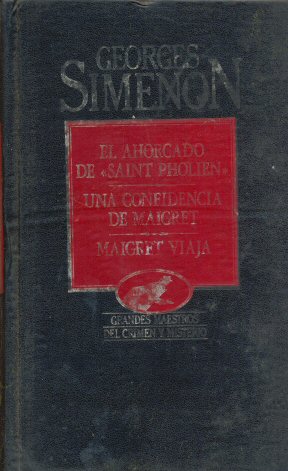 GEORGES
SIMENON
EL AHORCADO
DE «SAINT PHOLIEN»
UNA CONFIDENCIA
DE MAIGRET
MAIGRET VIAJA
GRANDES MAESTROS
DEL CRIMEN Y MISTERIO